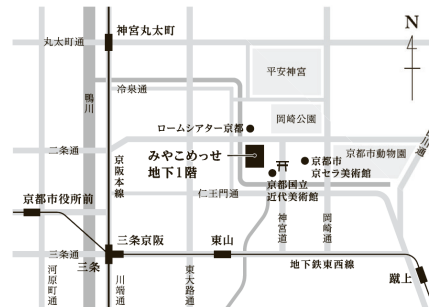 N
神宮丸太町
丸太町通
平安神宮
鴨川
冷泉通
岡崎公園
ロームシアター京都
二条通
京阪本線
みやこめっせ
地下1階
京都市
京セラ美術館
京都市動物園
京都国立
近代美術館
仁王門通
京都市役所前
神宮道
岡崎通
三条京阪
東山
三条通
三条
地下鉄東西線
蹴上
河原町通
川端通
東大路通